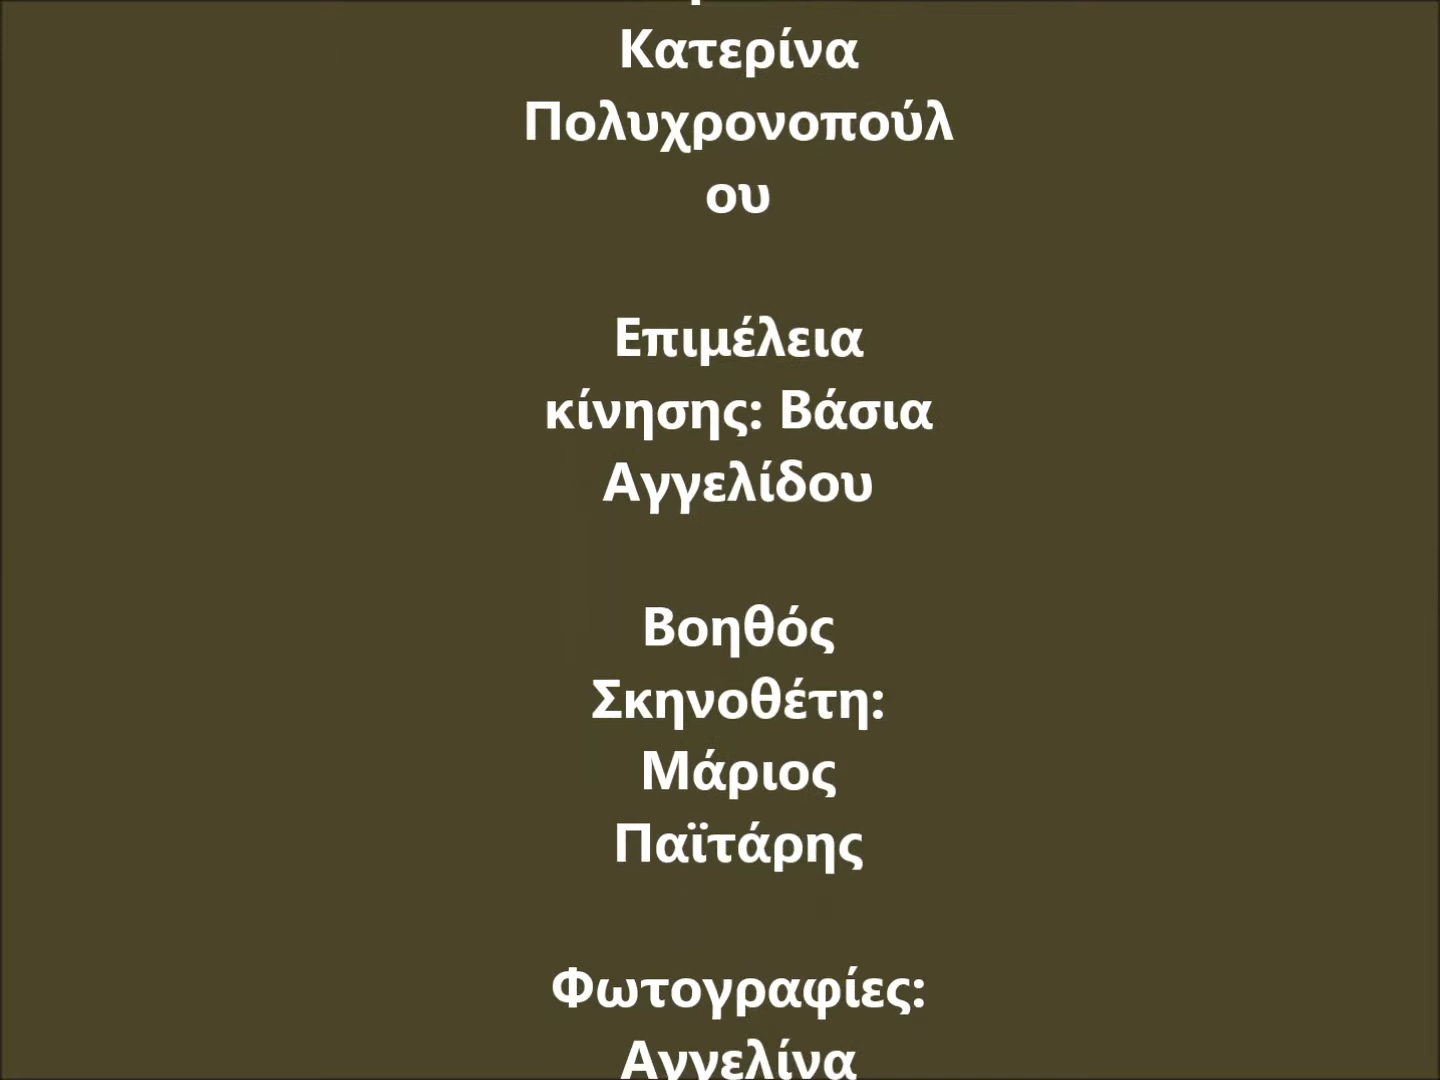 Κατερίνα
Πολυχρονοπούλ
ου
Επιμέλεια
κίνησης: Βάσια
Αγγελίδου
Βοηθός
Σκηνοθέτη:
Μάριος
Παϊτάρης
Φωτογραφίες:
Αγγελίνα